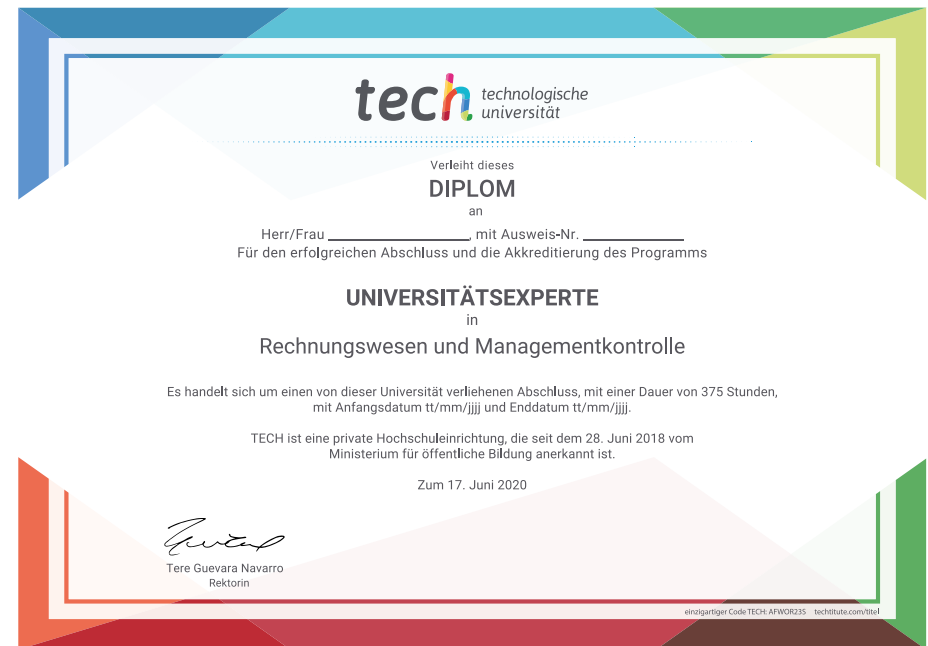 tech technologische
universität
Verleiht dieses
DIPLOM
an
Herr/Frau ____________________, mit Ausweis-Nr. ______________
Für den erfolgreichen Abschluss und die Akkreditierung des Programms
UNIVERSITÄTSEXPERTE
in
Rechnungswesen und Managementkontrolle
Es handelt sich um einen von dieser Universität verliehenen Abschluss, mit einer Dauer von 375 Stunden,
mit Anfangsdatum tt/mm/jjjj und Enddatum tt/mm/jjjj.
TECH ist eine private Hochschuleinrichtung, die seit dem 28. Juni 2018 vom
Ministerium für öffentliche Bildung anerkannt ist.
Zum 17. Juni 2020
Tere Guevara Navarro
Rektorin
einzigartiger Code TECH: AFWOR23S techtitute.com/titel